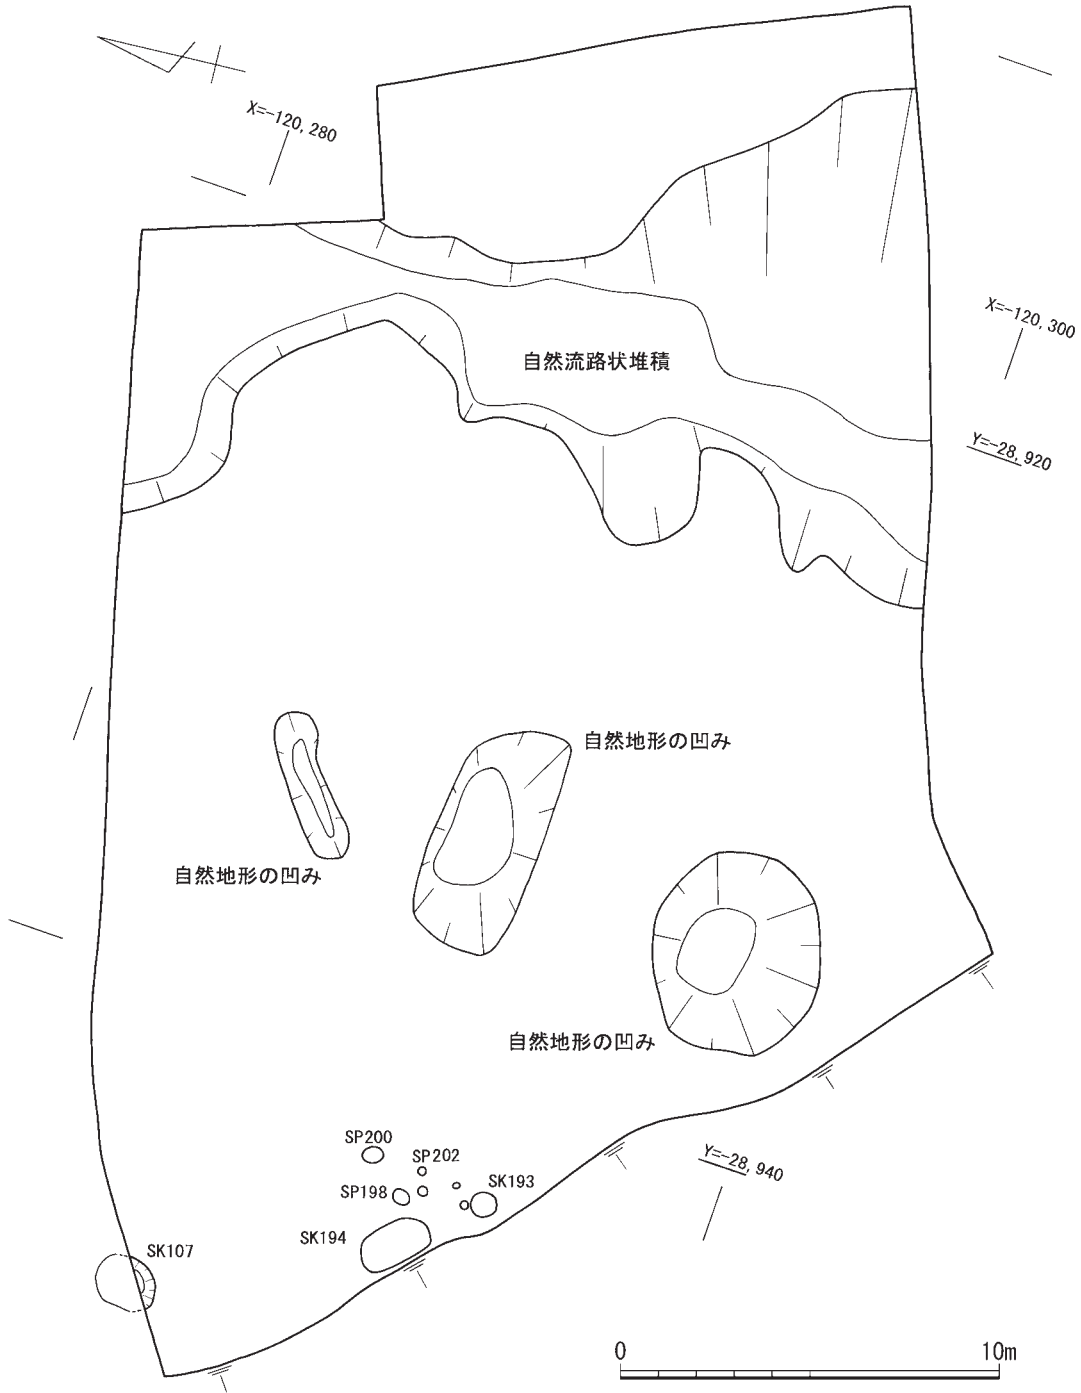 X=-120,280
X=-120,300
自然流路状堆積
Y=-28,920
自然地形の凹み
自然地形の凹み
自然地形の凹み
SP200
SP202
Y=-28,940
SP198
SK193
SK194
SK107
0
10m